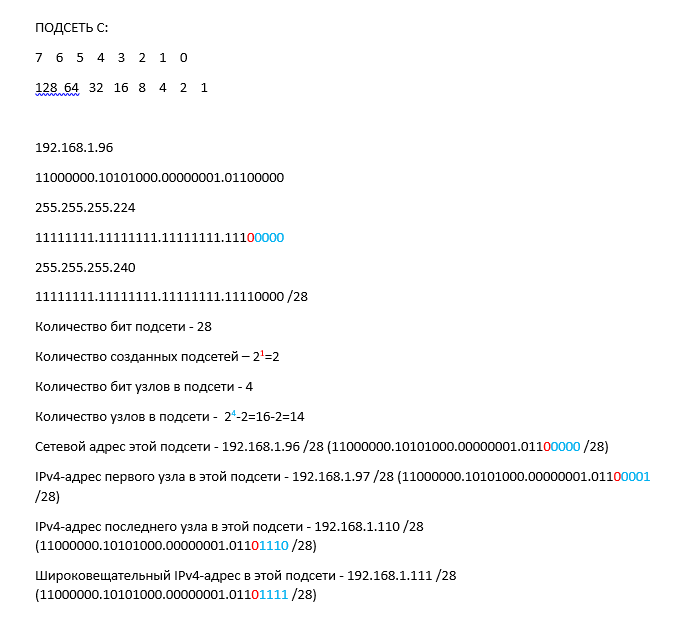 ПОДСЕТЬ С:
7 6 5 4 3 2 1 0
128 64 32 16 8 4 2 1
192.168.1.96
11000000.10101000.00000001.01100000
255.255.255.224
11111111.11111111.11111111.11100000
255.255.255.240
11111111.11111111.11111111.11110000 /28
Количество бит подсети - 28
Количество созданных подсетей – 2¹=2
Количество бит узлов в подсети - 4
Количество узлов в подсети - 2⁴-2=16-2=14
Сетевой адрес этой подсети - 192.168.1.96 /28 (11000000.10101000.00000001.01100000 /28)
IPv4-адрес первого узла в этой подсети - 192.168.1.97 /28 (11000000.10101000.00000001.01100001
/28)
IPv4-адрес последнего узла в этой подсети - 192.168.1.110 /28
(11000000.10101000.00000001.01101110 /28)
Широковещательный IPv4-адрес в этой подсети - 192.168.1.111 /28
(11000000.10101000.00000001.01101111 /28)